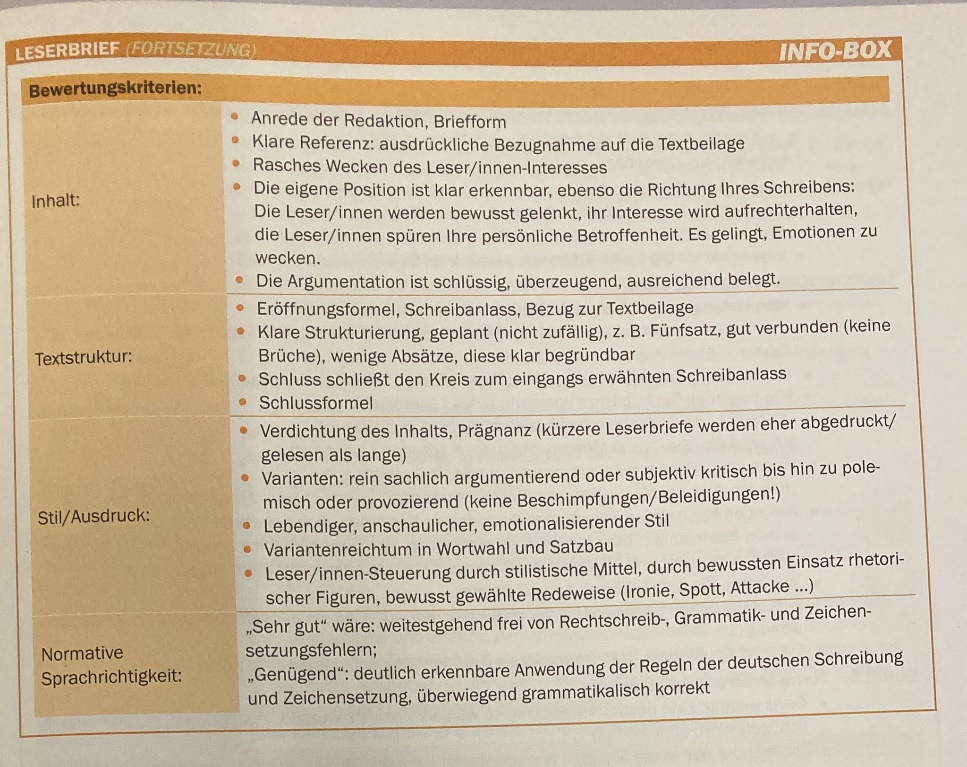 LESERBRIEF (FORTSETZUNG)
INFO-BOX
Bewertungskriterien:
Inhalt:
• Anrede der Redaktion, Briefform
• Klare Referenz: ausdrückliche Bezugnahme auf die Textbeilage
• Rasches Wecken des Leser/innen-Interesses
• Die eigene Position ist klar erkennbar, ebenso die Richtung Ihres Schreibens:
Die Leser/innen werden bewusst gelenkt, ihr Interesse wird aufrechterhalten,
die Leser/innen spüren Ihre persönliche Betroffenheit. Es gelingt, Emotionen zu
wecken.
• Die Argumentation ist schlüssig, überzeugend, ausreichend belegt.
Textstruktur:
• Eröffnungsformel, Schreibanlass, Bezug zur Textbeilage
• Klare Strukturierung, geplant (nicht zufällig), z. B. Fünfsatz, gut verbunden (keine
Brüche), wenige Absätze, diese klar begründbar
• Schluss schließt den Kreis zum eingangs erwähnten Schreibanlass
• Schlussformel
Stil/Ausdruck:
• Verdichtung des Inhalts, Prägnanz (kürzere Leserbriefe werden eher abgedruckt/
gelesen als lange)
• Varianten: rein sachlich argumentierend oder subjektiv kritisch bis hin zu pole-
misch oder provozierend (keine Beschimpfungen/Beleidigungen!)
• Lebendiger, anschaulicher, emotionalisierender Stil
• Variantenreichtum in Wortwahl und Satzbau
• Leser/innen-Steuerung durch stilistische Mittel, durch bewussten Einsatz rhetori-
scher Figuren, bewusst gewählte Redeweise (Ironie, Spott, Attacke ...)
Normative
Sprachrichtigkeit:
„Sehr gut“ wäre: weitestgehend frei von Rechtschreib-, Grammatik- und Zeichen-
setzungsfehlern;
„Genügend“: deutlich erkennbare Anwendung der Regeln der deutschen Schreibung
und Zeichensetzung, überwiegend grammatikalisch korrekt